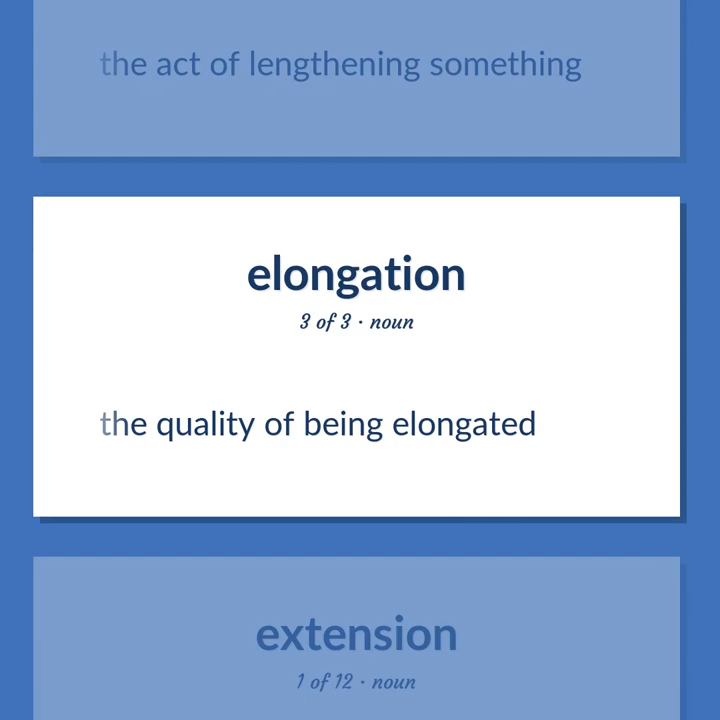 the act of lengthening something
elongation
3 of 3 · noun
the quality of being elongated
extension
1 of 12 · noun